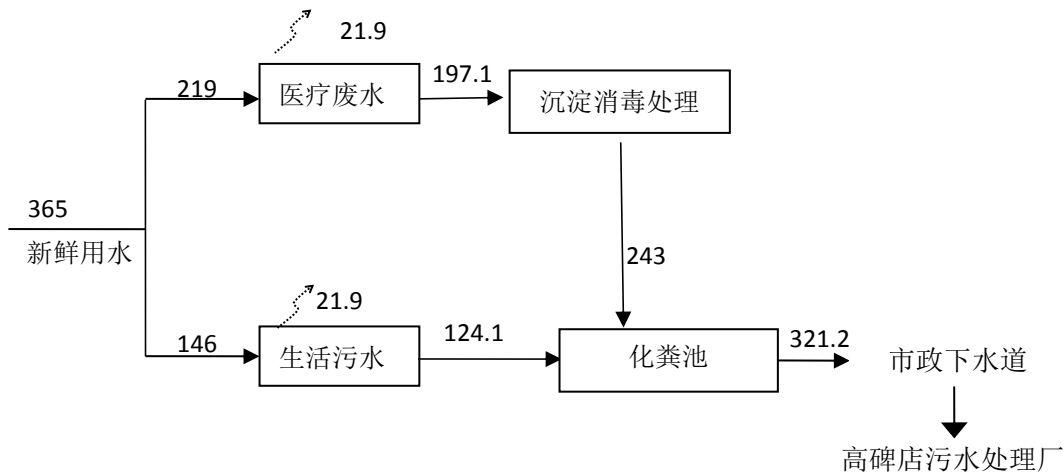 21.9
219
医疗废水
197.1
沉淀消毒处理
365
新鲜用水
243
21.9
146
生活污水
124.1
化粪池
321.2
市政下水道
高碑店污水处理厂